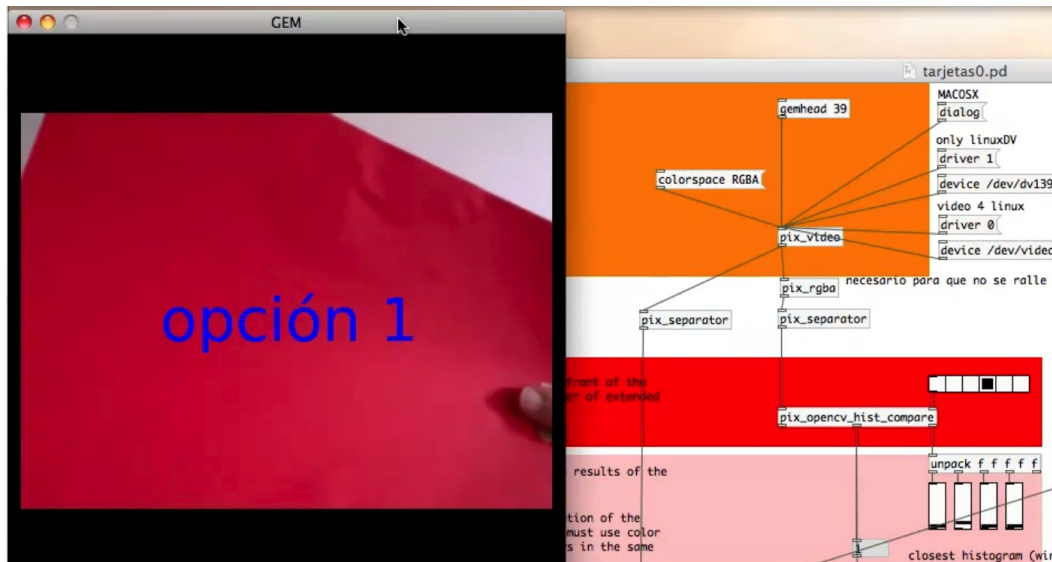 GEM
tarjetas0.pd
MACOSX
gemhead 39
dialog
only linuxDV
driver 1
colorspace RGBA
device /dev/dv139
video 4 linux
driver 0
pix_video
device /dev/video
pix_rgba
necesario para que no se ralle
pix_separator
pix_separator
opción 1
front of the
er of extended
pix_opencv_hist_compare
unpack f f f f f
results of the
tion of the
must use color
s in the same
1
closest histogram (wi